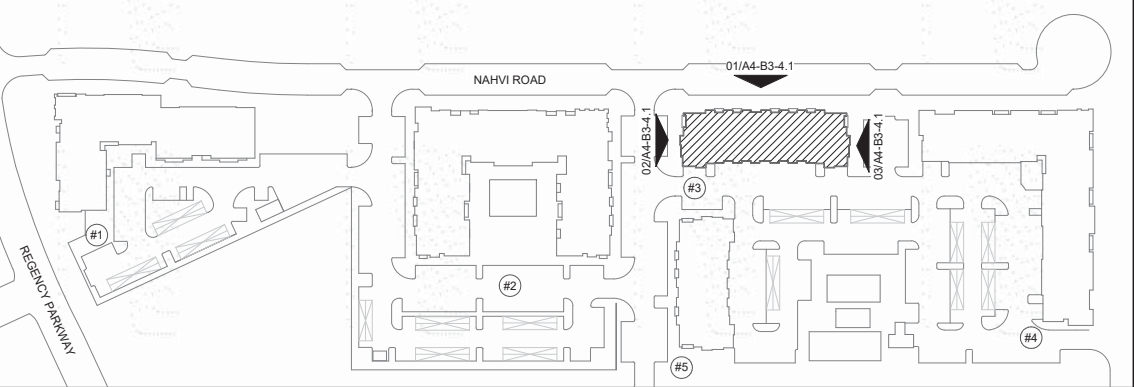 01/A4-B3-4.1
NAHVI ROAD
02/A4-B3-4.1
03/A4-B3-4.1
#3
#1
REGENCY PARKWAY
#2
#4
#5